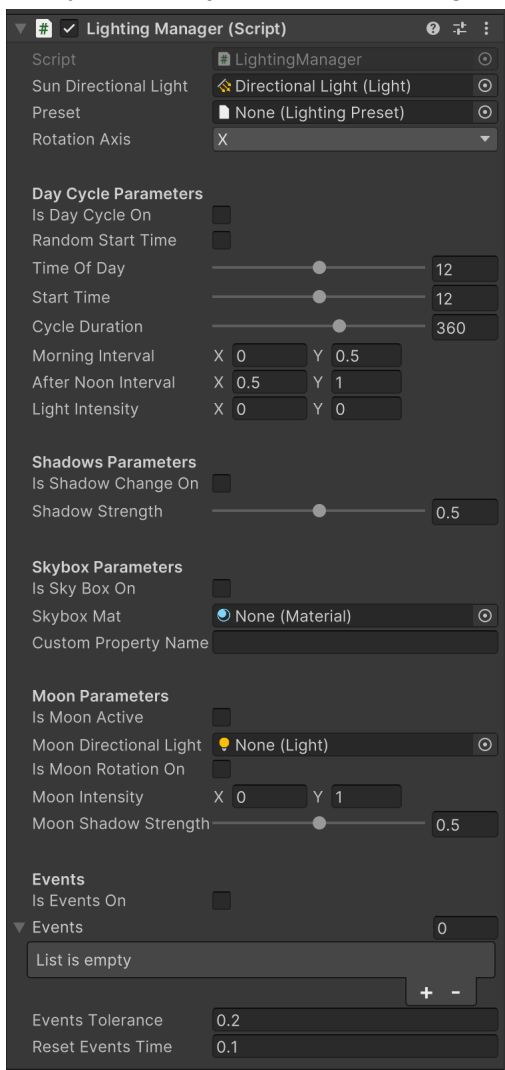 # Lighting Manager (Script)
Script # LightingManager
Sun Directional Light Directional Light (Light)
Preset None (Lighting Preset)
Rotation Axis X
Day Cycle Parameters
Is Day Cycle On
Random Start Time
Time Of Day 12
Start Time 12
Cycle Duration 360
Morning Interval X 0 Y 0.5
After Noon Interval X 0.5 Y 1
Light Intensity X 0 Y 0
Shadows Parameters
Is Shadow Change On
Shadow Strength 0.5
Skybox Parameters
Is Sky Box On
Skybox Mat None (Material)
Custom Property Name
Moon Parameters
Is Moon Active
Moon Directional Light None (Light)
Is Moon Rotation On
Moon Intensity X 0 Y 1
Moon Shadow Strength 0.5
Events
Is Events On
Events 0
List is empty
+ -
Events Tolerance 0.2
Reset Events Time 0.1